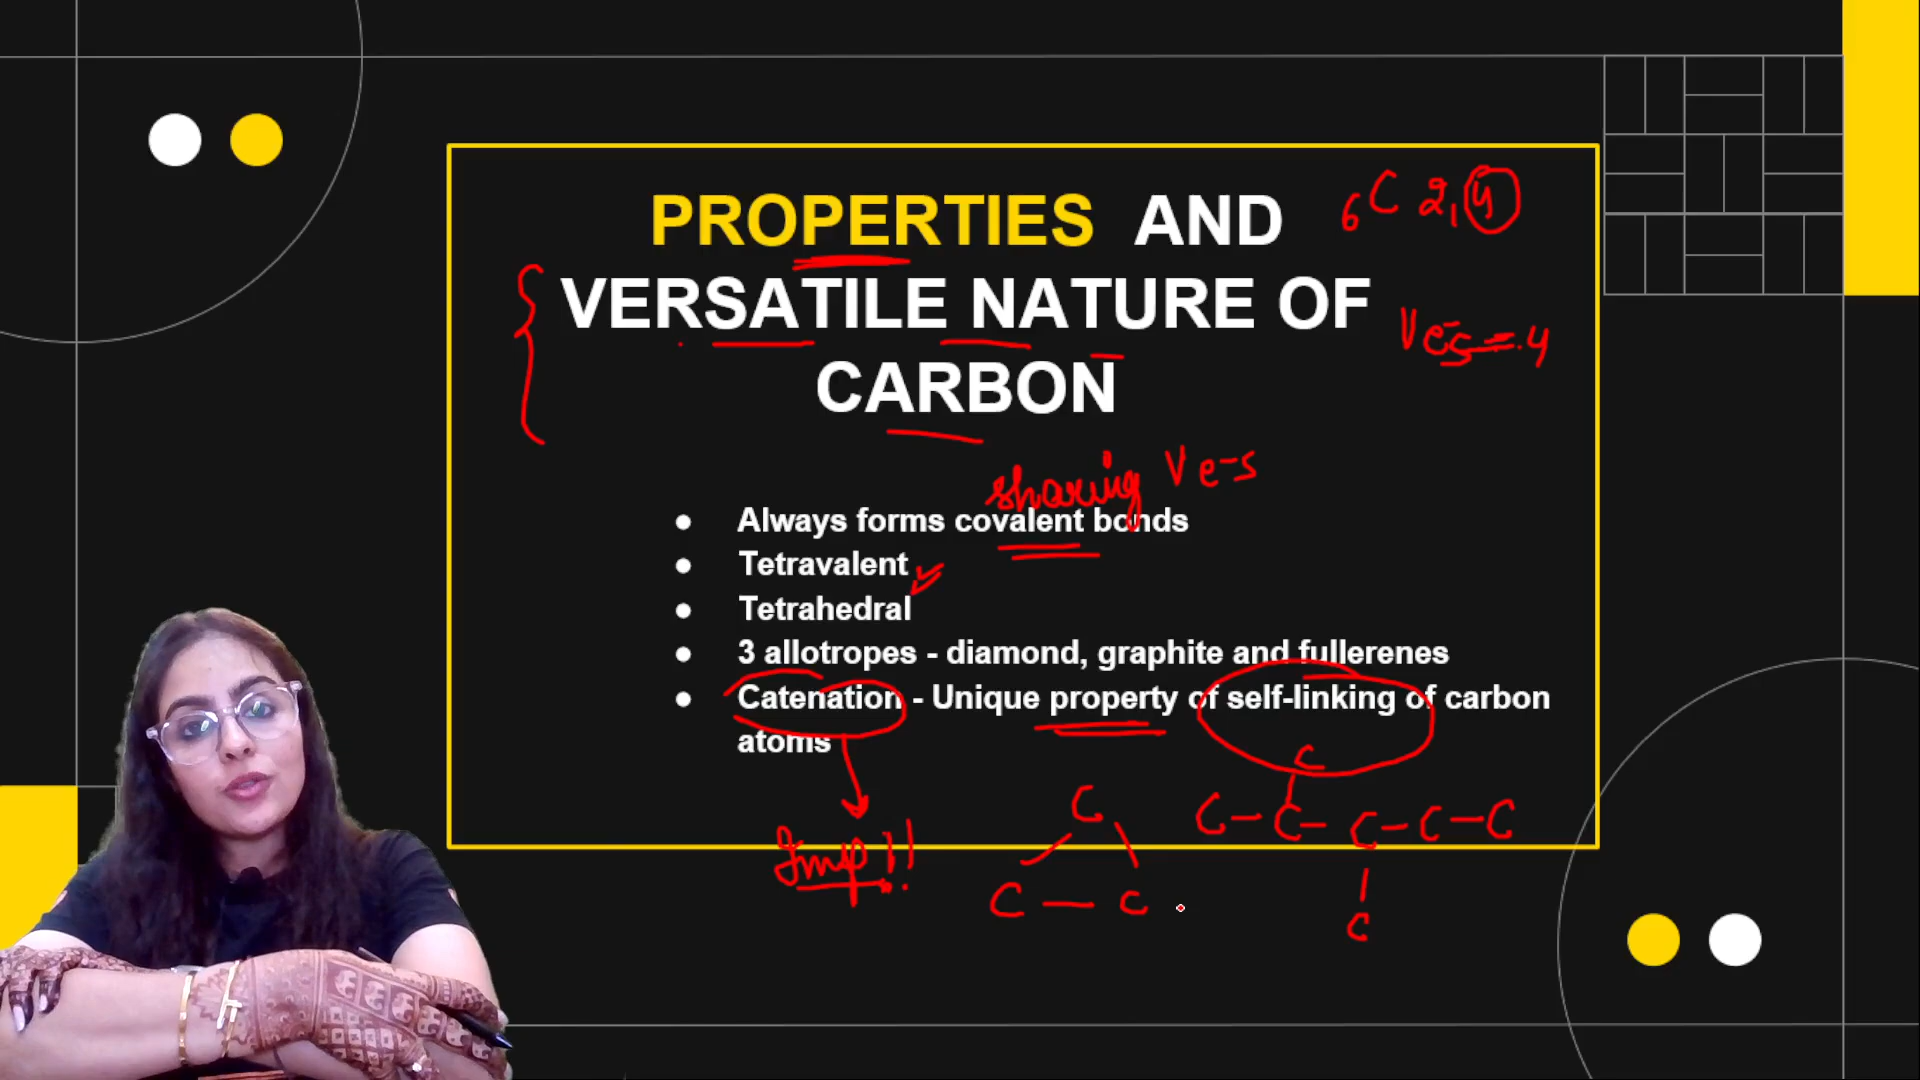 PROPERTIES AND
6C 2,4
VERSATILE NATURE OF
Ve-s = 4
CARBON
sharing Ve-s
● Always forms covalent bonds
● Tetravalent
● Tetrahedral
● 3 allotropes - diamond, graphite and fullerenes
● Catenation - Unique property of self-linking of carbon
atoms
C
C
C-C-C-C-C
Imp!!
C - C
C